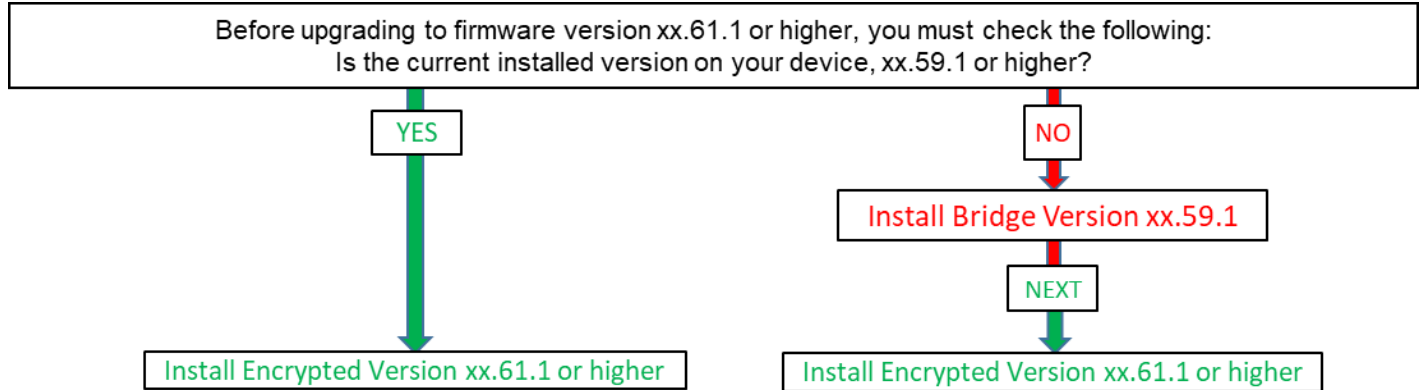 Before upgrading to firmware version xx.61.1 or higher, you must check the following:
Is the current installed version on your device, xx.59.1 or higher?
YES
NO
Install Bridge Version xx.59.1
NEXT
Install Encrypted Version xx.61.1 or higher
Install Encrypted Version xx.61.1 or higher